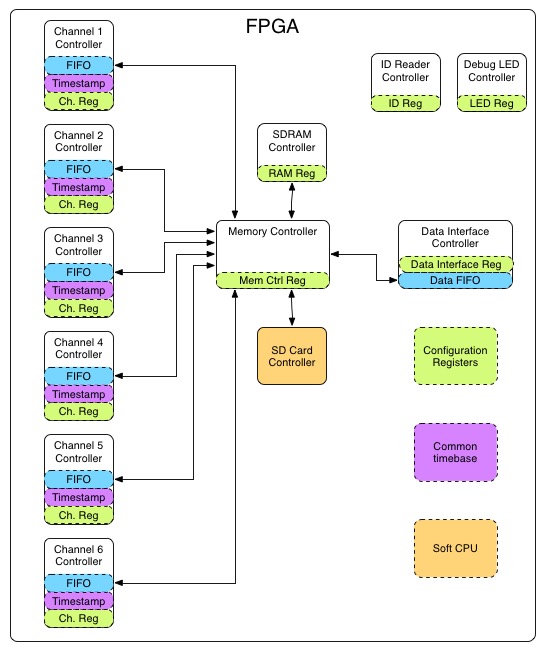 FPGA
Channel 1
Controller
FIFO
Timestamp
Ch. Reg
Channel 2
Controller
FIFO
Timestamp
Ch. Reg
Channel 3
Controller
FIFO
Timestamp
Ch. Reg
Channel 4
Controller
FIFO
Timestamp
Ch. Reg
Channel 5
Controller
FIFO
Timestamp
Ch. Reg
Channel 6
Controller
FIFO
Timestamp
Ch. Reg
SDRAM
Controller
RAM Reg
Memory Controller
Mem Ctrl Reg
SD Card
Controller
ID Reader
Controller
ID Reg
Debug LED
Controller
LED Reg
Data Interface
Controller
Data Interface Reg
Data FIFO
Configuration
Registers
Common
timebase
Soft CPU